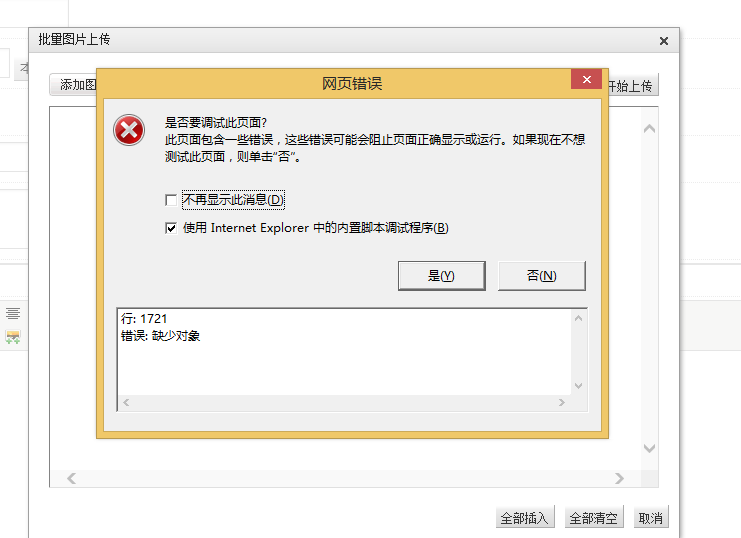 批量图片上传
本
添加图
网页错误
开始上传
是否要调试此页面?
此页面包含一些错误，这些错误可能会阻止页面正确显示或运行。如果现在不想
测试此页面，则单击"否"。
不再显示此消息(D)
使用 Internet Explorer 中的内置脚本调试程序(B)
是(Y)
否(N)
行: 1721
错误: 缺少对象
全部插入
全部清空
取消